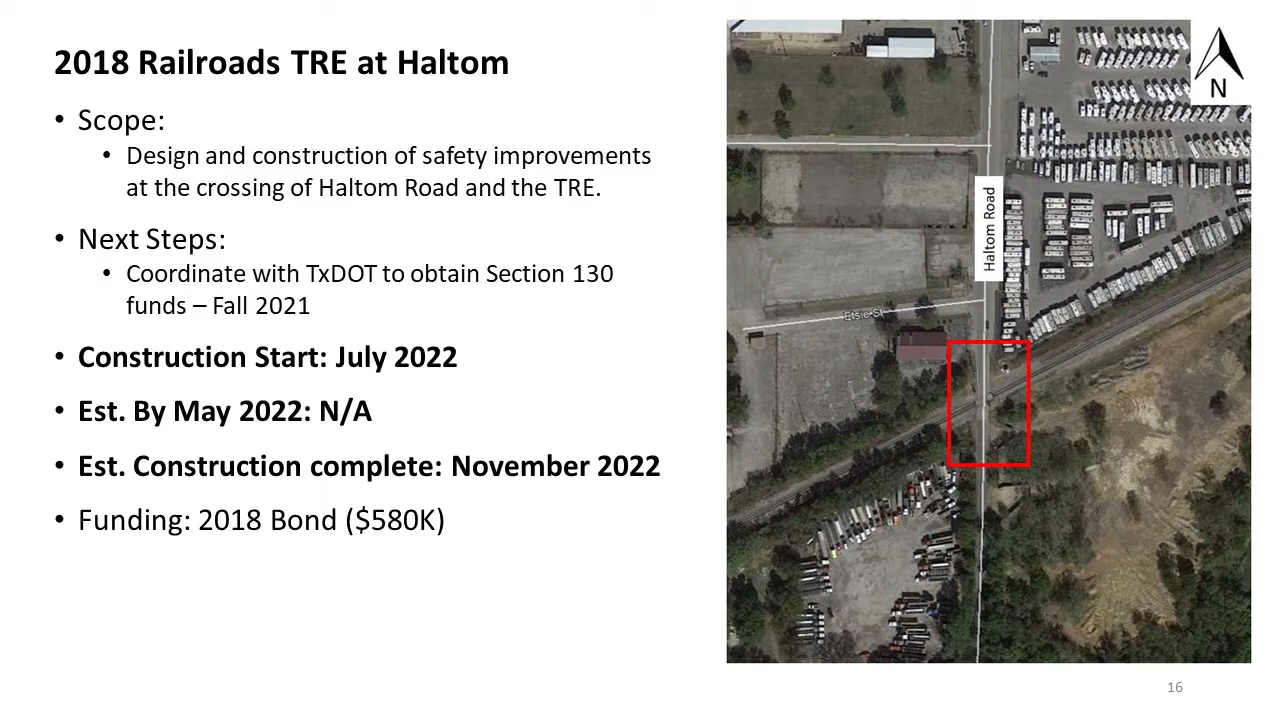 2018 Railroads TRE at Haltom
• Scope:
• Design and construction of safety improvements
at the crossing of Haltom Road and the TRE.
• Next Steps:
• Coordinate with TxDOT to obtain Section 130
funds – Fall 2021
• Construction Start: July 2022
• Est. By May 2022: N/A
• Est. Construction complete: November 2022
• Funding: 2018 Bond ($580K)
N
Haltom Road
Elsie St
16